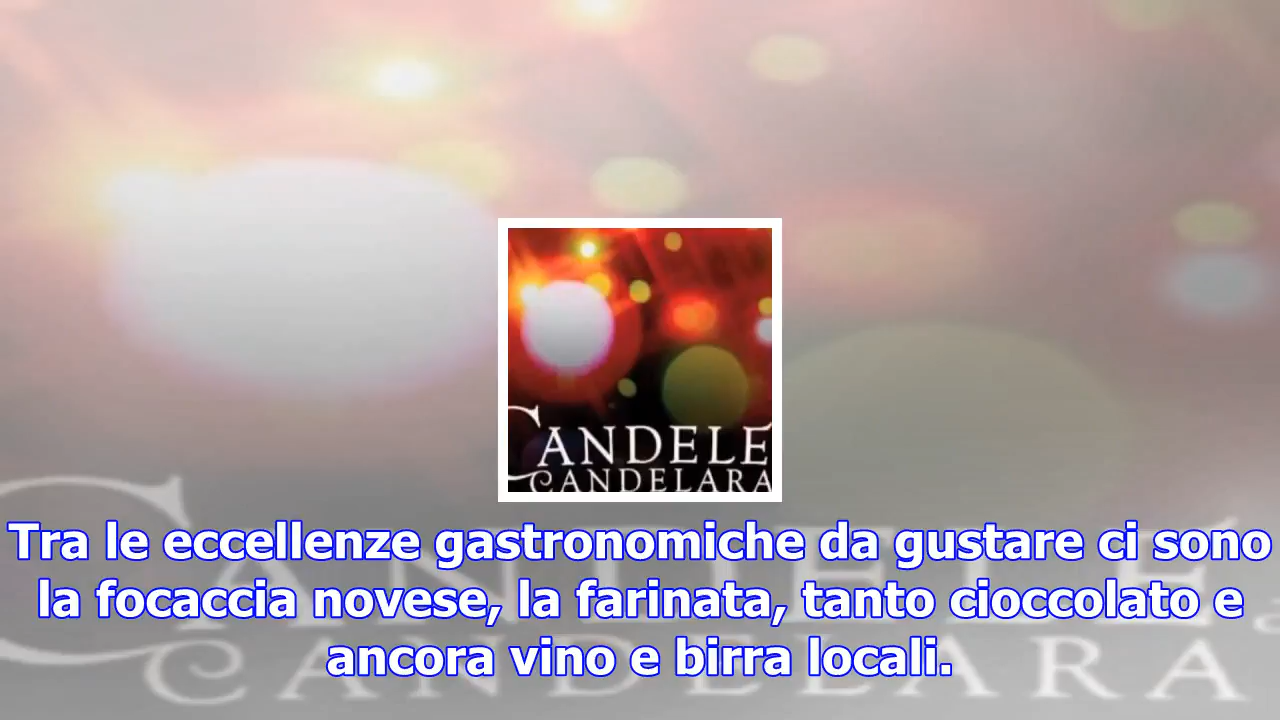 CANDELE
CANDELARA
Tra le eccellenze gastronomiche da gustare ci sono
la focaccia novese, la farinata, tanto cioccolato e
ancora vino e birra locali.